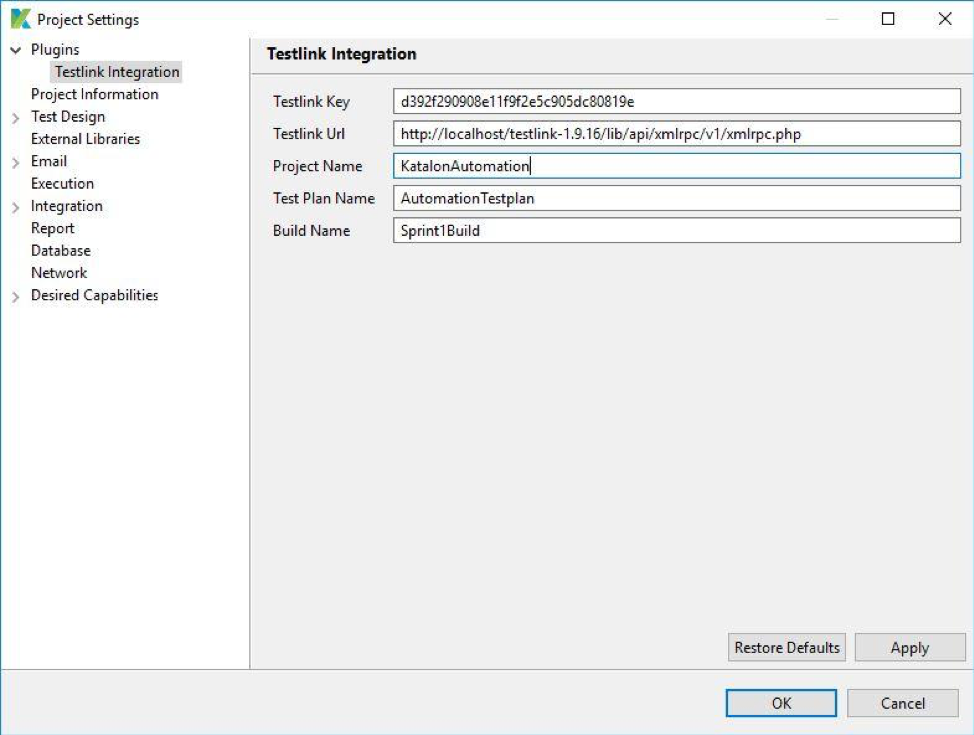 Project Settings
Plugins
Testlink Integration
Project Information
Test Design
External Libraries
Email
Execution
Integration
Report
Database
Network
Desired Capabilities
Testlink Integration
Testlink Key d392f290908e11f9f2e5c905dc80819e
Testlink Url http://localhost/testlink-1.9.16/lib/api/xmlrpc/v1/xmlrpc.php
Project Name KatalonAutomation
Test Plan Name AutomationTestplan
Build Name Sprint1Build
Restore Defaults Apply
OK Cancel